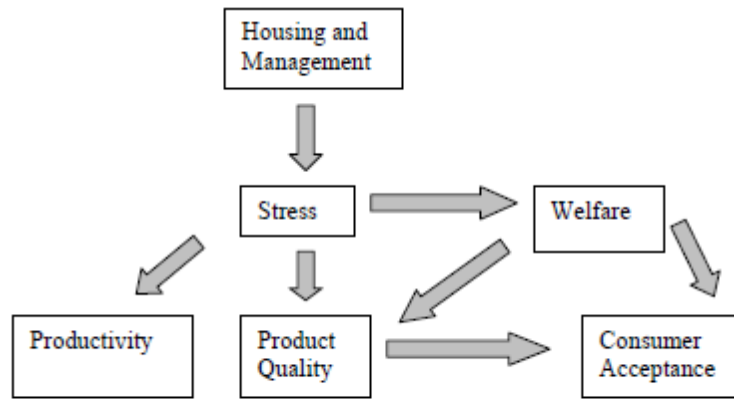 Housing and
Management
Stress
Welfare
Productivity
Product
Quality
Consumer
Acceptance